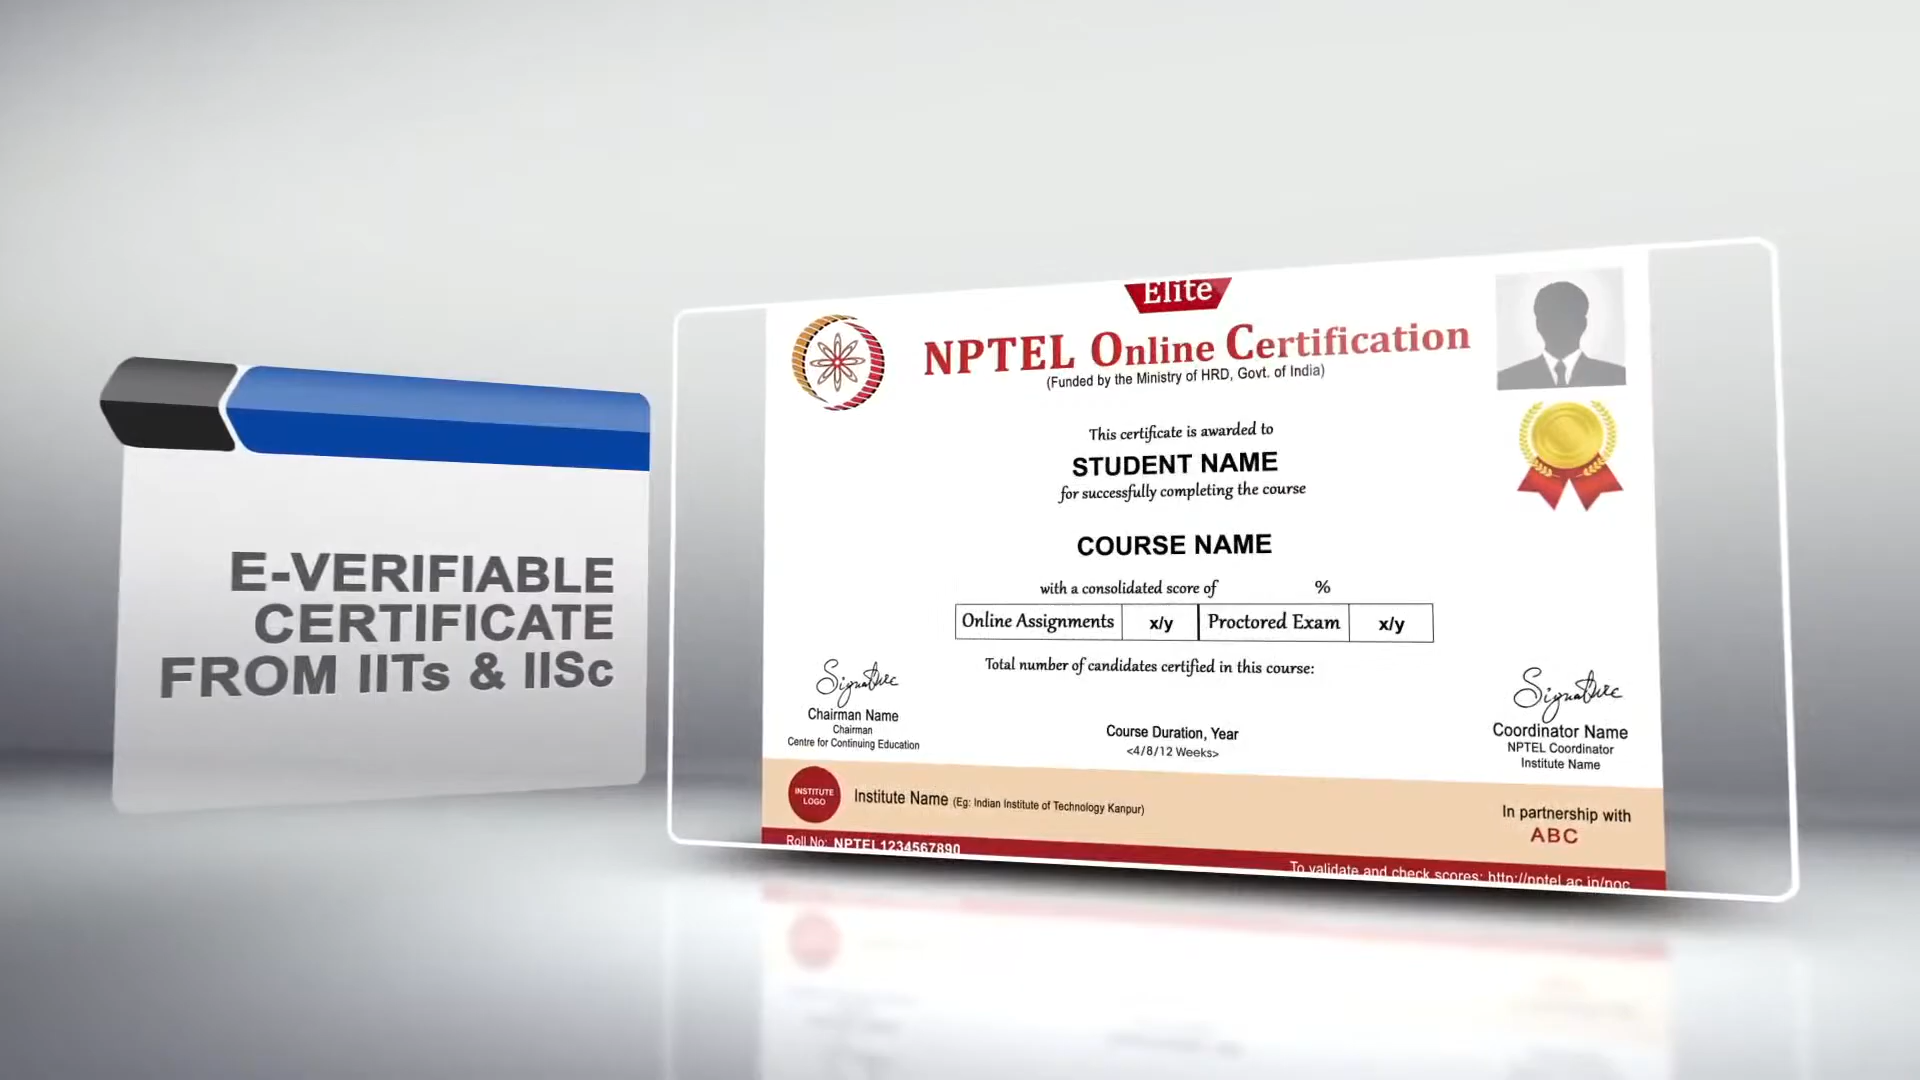 E-VERIFIABLE
CERTIFICATE
FROM IITs & IISc
Elite
NPTEL Online Certification
(Funded by the Ministry of HRD, Govt. of India)
This certificate is awarded to
STUDENT NAME
for successfully completing the course
COURSE NAME
with a consolidated score of %
Online Assignments x/y Proctored Exam x/y
Total number of candidates certified in this course:
Signature
Chairman Name
Chairman
Centre for Continuing Education
Course Duration, Year
<4/8/12 Weeks>
Signature
Coordinator Name
NPTEL Coordinator
Institute Name
INSTITUTE
LOGO
Institute Name (Eg: Indian Institute of Technology Kanpur)
In partnership with
ABC
Roll No: NPTEL1234567890
To validate and check scores: http://nptel.ac.in/noc